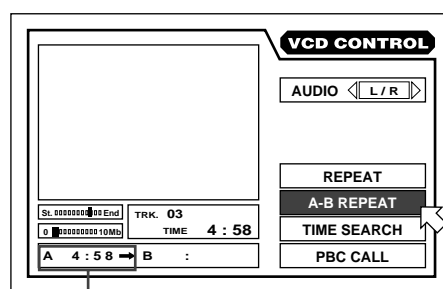 VCD CONTROL
AUDIO L / R
REPEAT
A-B REPEAT
TIME SEARCH
PBC CALL
St. End
TRK. 03
0 10Mb
TIME 4 : 58
A 4 : 5 8 ➞ B :